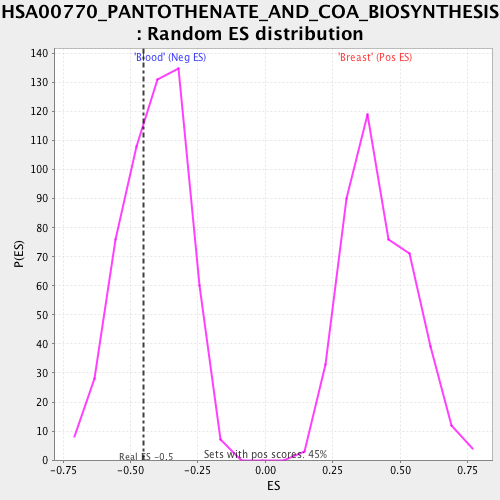 HSA00770_PANTOTHENATE_AND_COA_BIOSYNTHESIS
: Random ES distribution
'Blood' (Neg ES)
'Breast' (Pos ES)
140
130
120
110
100
90
80
70
60
50
40
30
20
10
0
P(ES)
Real ES -0.5
Sets with pos scores: 45%
-0.75
-0.50
-0.25
0.00
0.25
0.50
0.75
ES